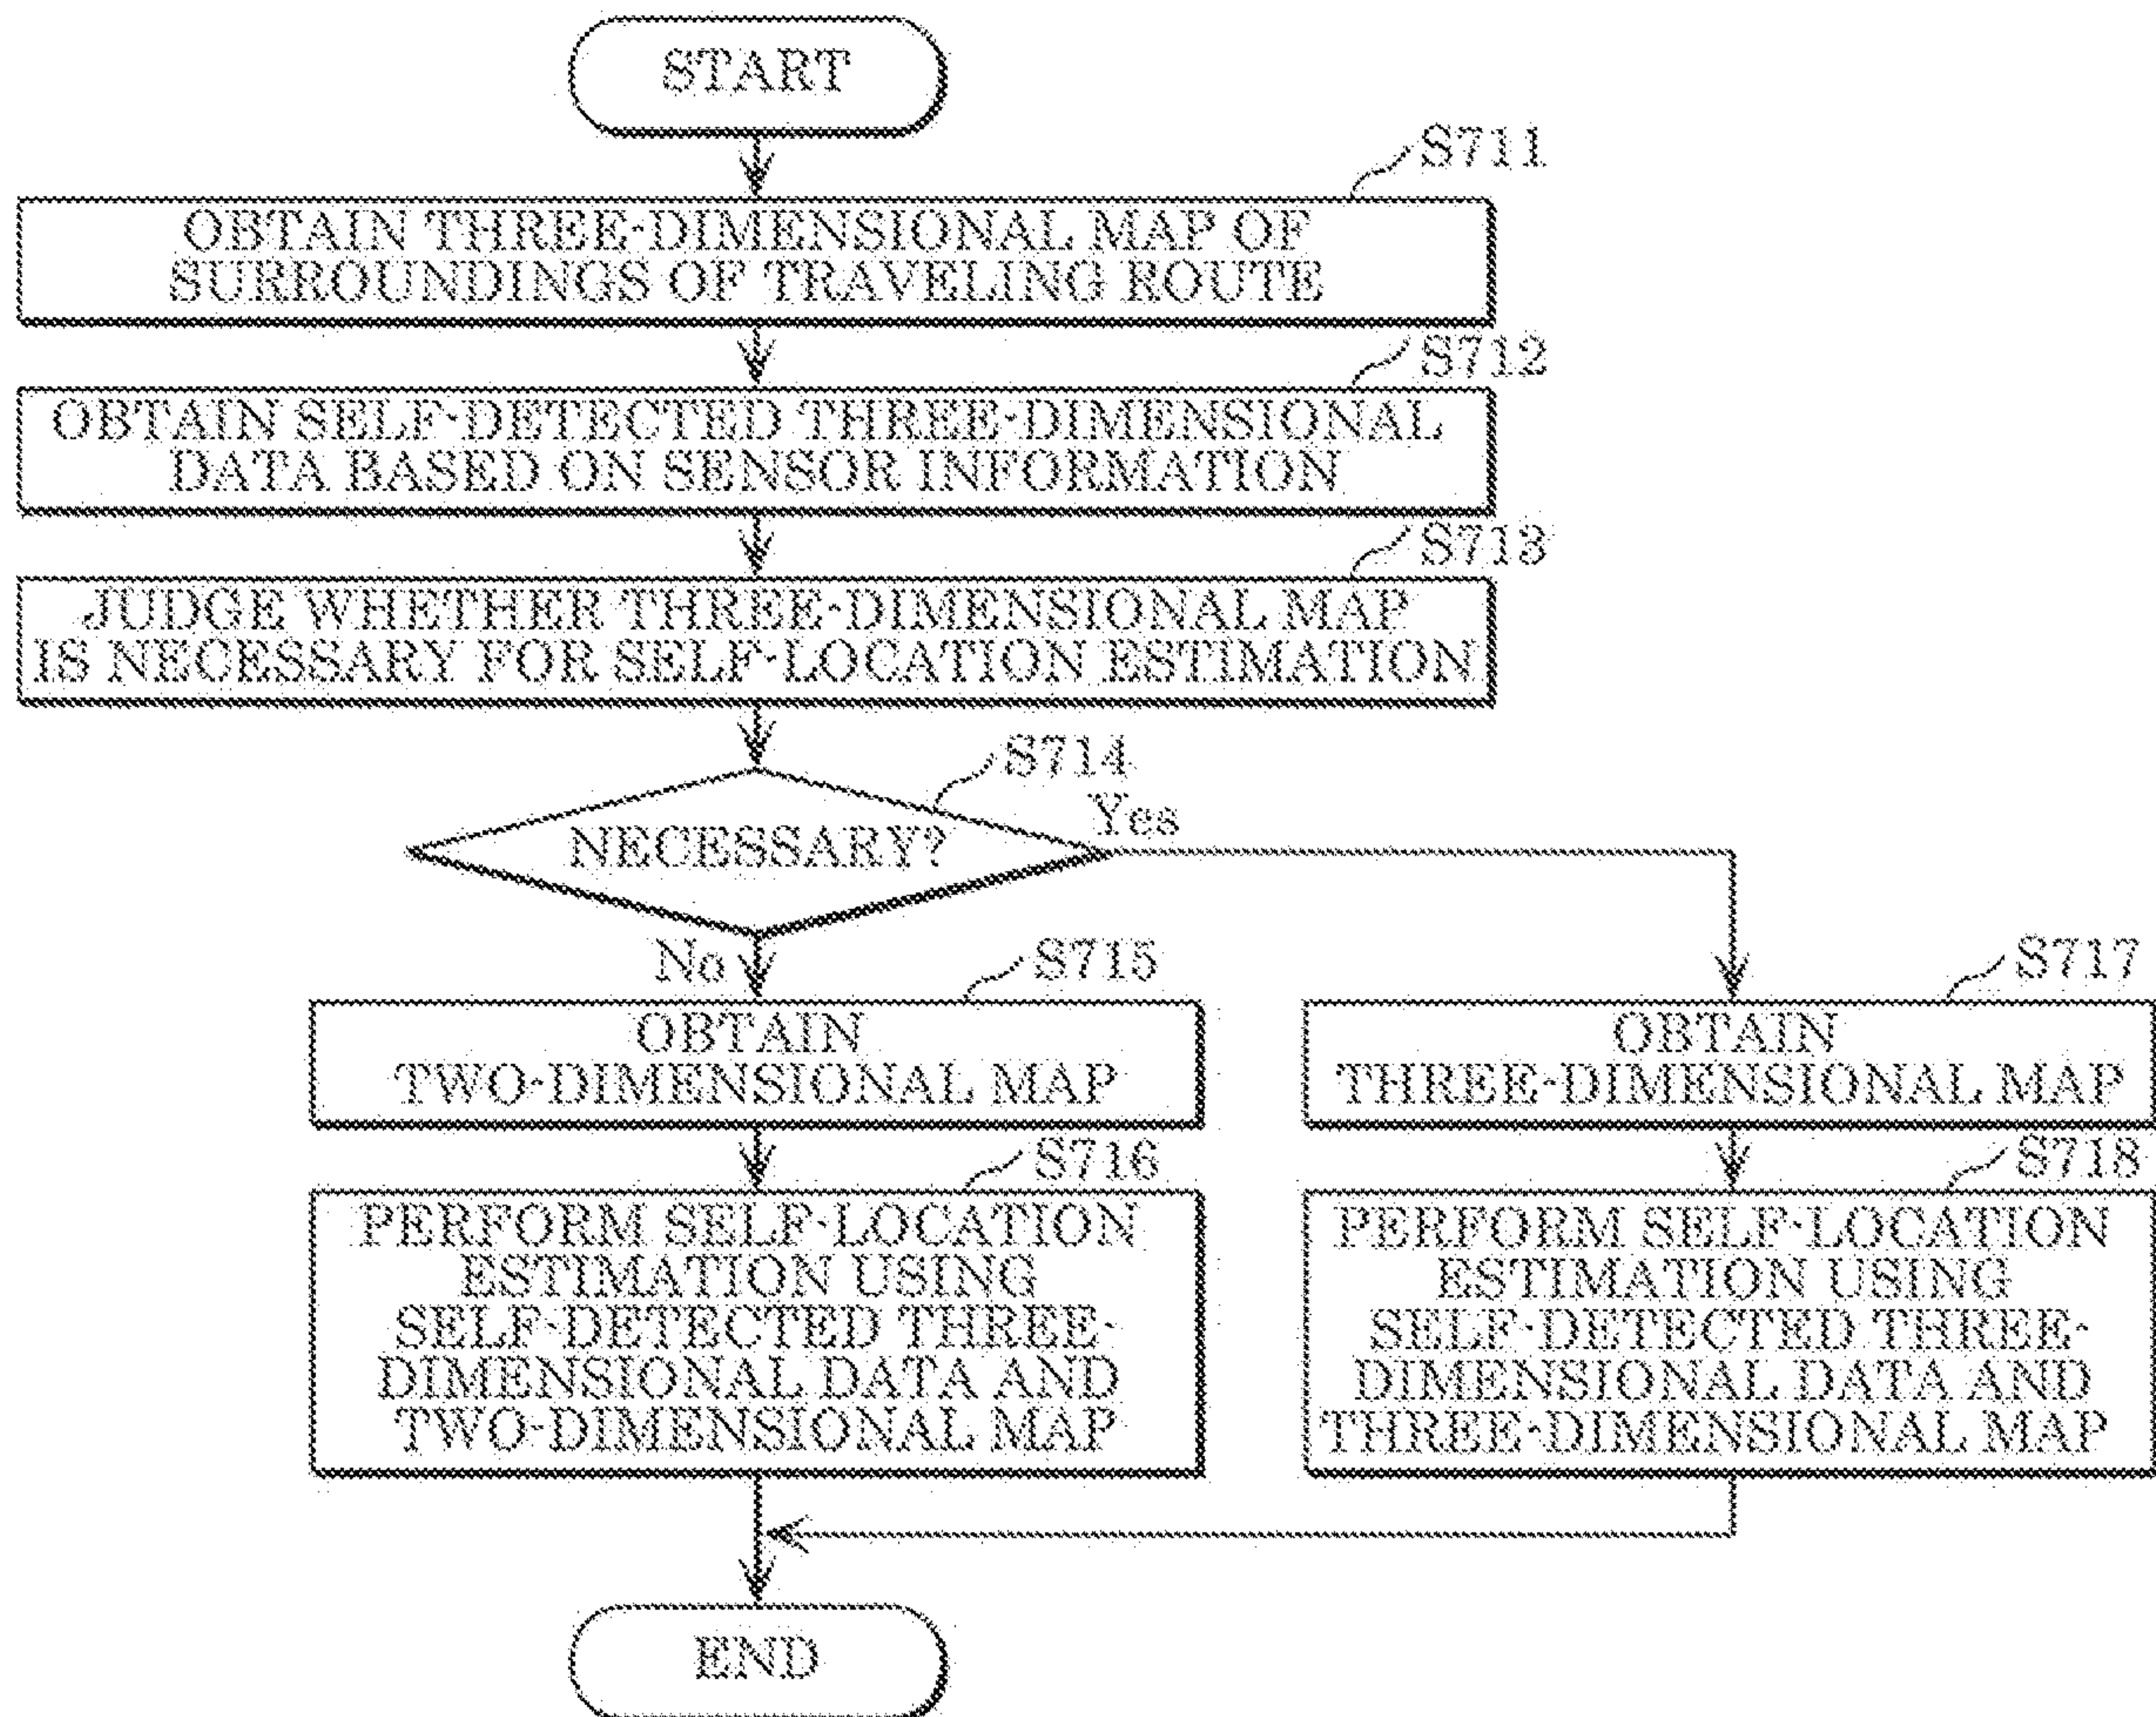 START
S711
OBTAIN THREE-DIMENSIONAL MAP OF
SURROUNDINGS OF TRAVELING ROUTE
S712
OBTAIN SELF-DETECTED THREE-DIMENSIONAL
DATA BASED ON SENSOR INFORMATION
S713
JUDGE WHETHER THREE-DIMENSIONAL MAP
IS NECESSARY FOR SELF-LOCATION ESTIMATION
S714
NECESSARY?
Yes
No
S715
OBTAIN
TWO-DIMENSIONAL MAP
S716
PERFORM SELF-LOCATION
ESTIMATION USING
SELF-DETECTED THREE-
DIMENSIONAL DATA AND
TWO-DIMENSIONAL MAP
S717
OBTAIN
THREE-DIMENSIONAL MAP
S718
PERFORM SELF-LOCATION
ESTIMATION USING
SELF-DETECTED THREE-
DIMENSIONAL DATA AND
THREE-DIMENSIONAL MAP
END